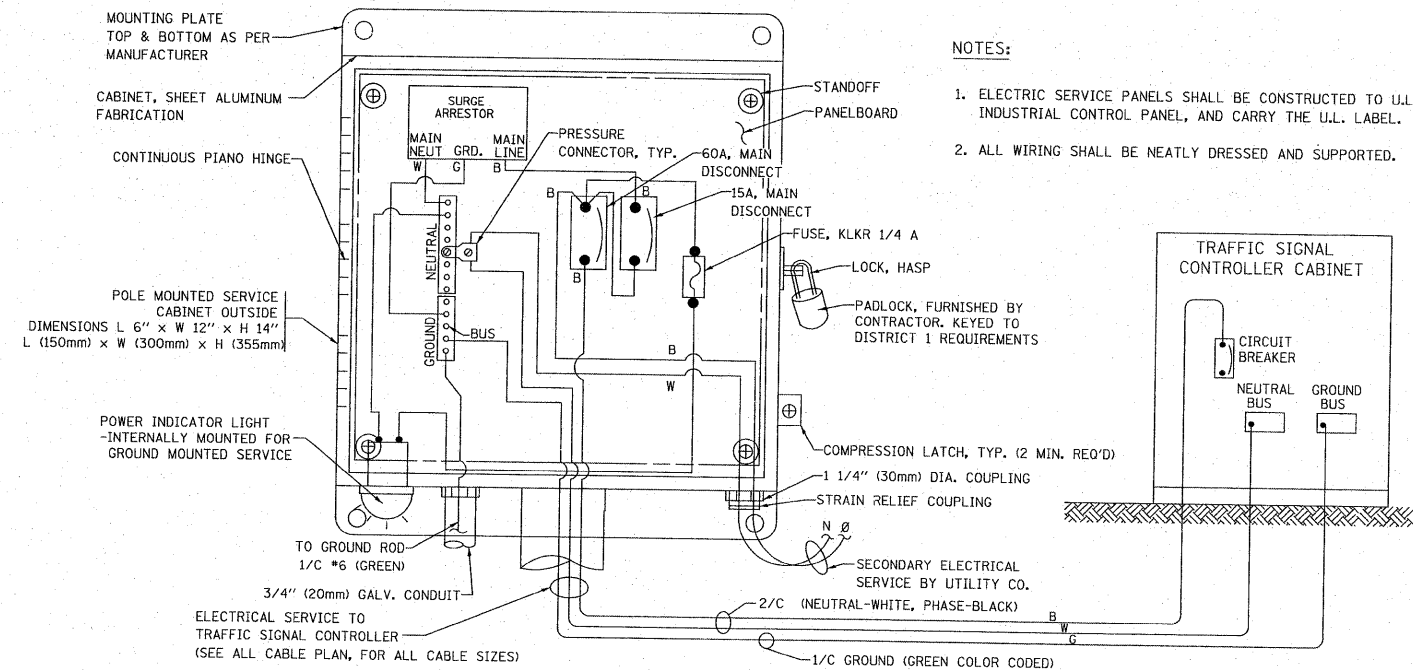 MOUNTING PLATE
TOP & BOTTOM AS PER
MANUFACTURER
CABINET, SHEET ALUMINUM
FABRICATION
CONTINUOUS PIANO HINGE
POLE MOUNTED SERVICE
CABINET OUTSIDE
DIMENSIONS L 6" x W 12" x H 14"
L (150mm) x W (300mm) x H (355mm)
POWER INDICATOR LIGHT
-INTERNALLY MOUNTED FOR
GROUND MOUNTED SERVICE
SURGE
ARRESTOR
MAIN
NEUT
GRD.
MAIN
LINE
W
G
B
NEUTRAL
GROUND
BUS
PRESSURE
CONNECTOR, TYP.
60A, MAIN
DISCONNECT
15A, MAIN
DISCONNECT
B
B
B
B
W
STANDOFF
PANELBOARD
FUSE, KLKR 1/4 A
LOCK, HASP
PADLOCK, FURNISHED BY
CONTRACTOR. KEYED TO
DISTRICT 1 REQUIREMENTS
COMPRESSION LATCH, TYP. (2 MIN. REQ'D)
1 1/4" (30mm) DIA. COUPLING
STRAIN RELIEF COUPLING
N Ø
SECONDARY ELECTRICAL
SERVICE BY UTILITY CO.
TO GROUND ROD
1/C #6 (GREEN)
3/4" (20mm) GALV. CONDUIT
ELECTRICAL SERVICE TO
TRAFFIC SIGNAL CONTROLLER
(SEE ALL CABLE PLAN, FOR ALL CABLE SIZES)
2/C (NEUTRAL-WHITE, PHASE-BLACK)
1/C GROUND (GREEN COLOR CODED)
B
W
G
NOTES:
1. ELECTRIC SERVICE PANELS SHALL BE CONSTRUCTED TO U.L
INDUSTRIAL CONTROL PANEL, AND CARRY THE U.L. LABEL.
2. ALL WIRING SHALL BE NEATLY DRESSED AND SUPPORTED.
TRAFFIC SIGNAL
CONTROLLER CABINET
CIRCUIT
BREAKER
NEUTRAL
BUS
GROUND
BUS